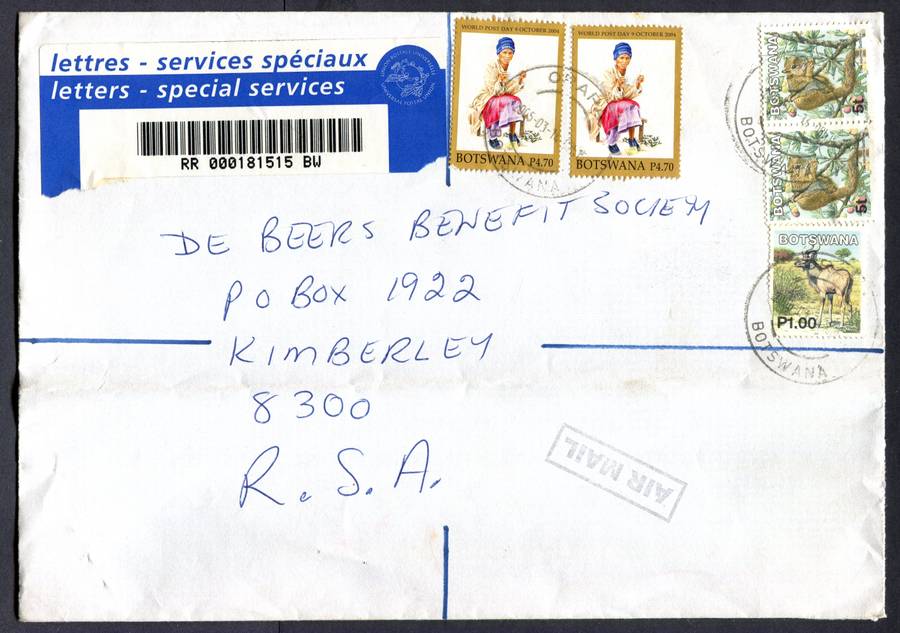 lettres - services spéciaux
letters - special services
RR 000181515 BW
WORLD POST DAY 9 OCTOBER 2004
BOTSWANA P4.70
WORLD POST DAY 9 OCTOBER 2004
BOTSWANA P4.70
BOTSWANA
5t
BOTSWANA
5t
BOTSWANA
P1.00
BOTSWANA
DE BEERS BENEFIT SOCIETY
P O BOX 1922
KIMBERLEY
8300
R.S.A.
AIR MAIL